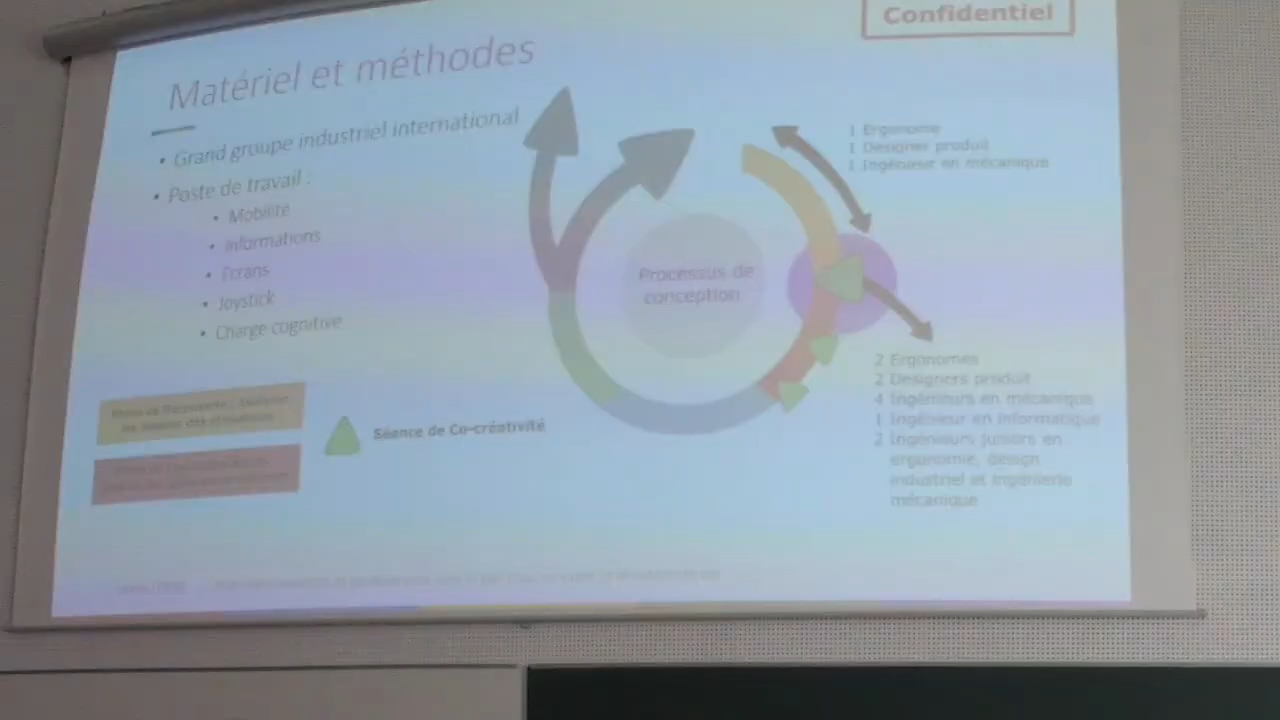 Confidentiel
Matériel et méthodes
• Grand groupe industriel international
• Poste de travail :
• Mobilité
• Informations
• Ecrans
• Joystick
• Charge cognitive
Processus de
conception
1 Ergonome
1 Designer produit
1 Ingénieur en mécanique
2 Ergonomes
2 Designers produit
4 Ingénieurs en mécanique
1 Ingénieur en informatique
2 Ingénieurs juniors en
ergonomie, design
industriel et ingénierie
mécanique
Séance de Co-créativité